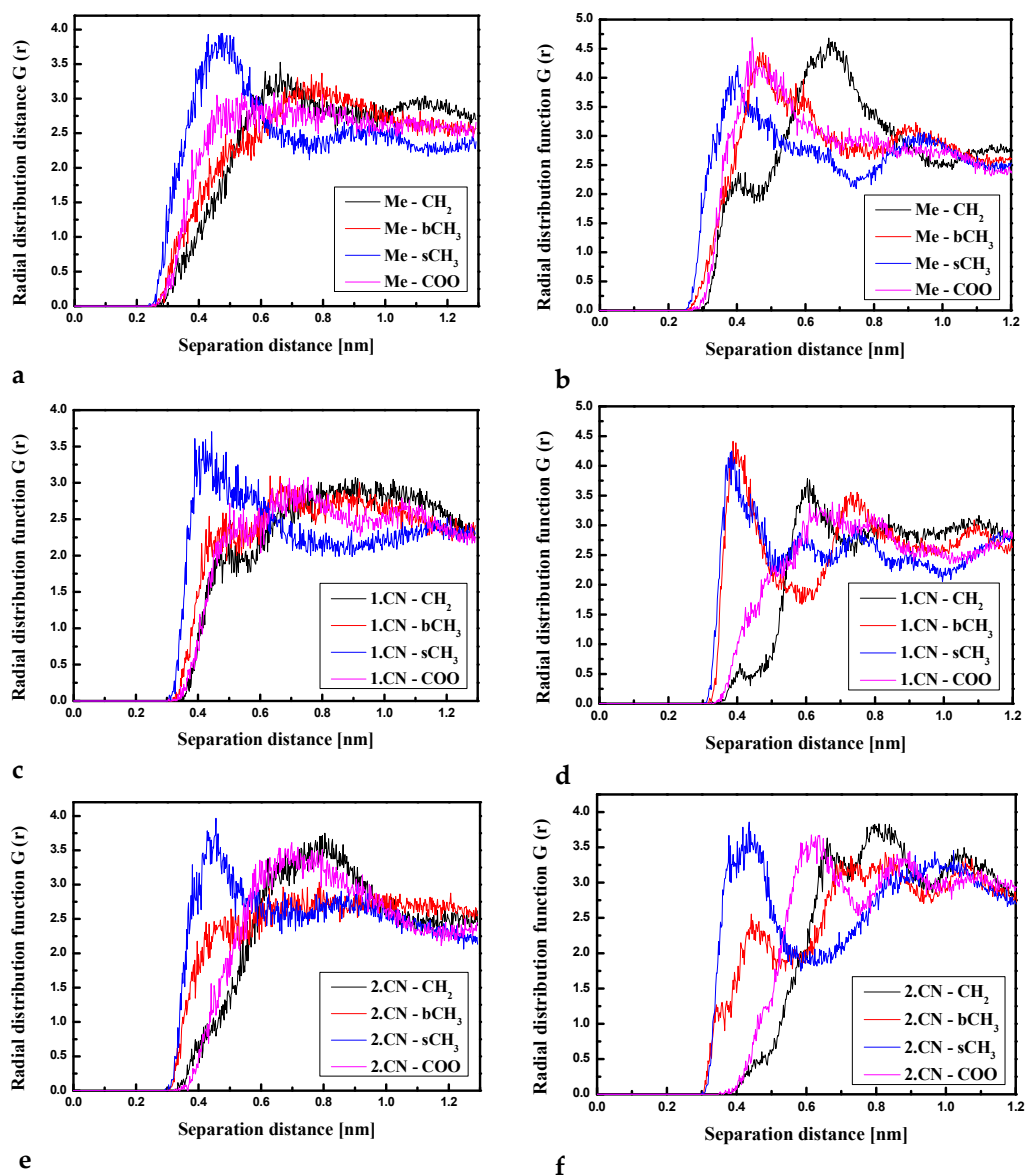 Radial distribution distance G (r)
4.0
3.5
3.0
2.5
2.0
1.5
1.0
0.5
0.0
Me - CH₂
Me - bCH₃
Me - sCH₃
Me - COO
0.0 0.2 0.4 0.6 0.8 1.0 1.2
Separation distance [nm]
a
Radial distribution function G (r)
5.0
4.5
4.0
3.5
3.0
2.5
2.0
1.5
1.0
0.5
0.0
Me - CH₂
Me - bCH₃
Me - sCH₃
Me - COO
0.0 0.2 0.4 0.6 0.8 1.0 1.2
Separation distance [nm]
b
Radial distribution function G (r)
4.0
3.5
3.0
2.5
2.0
1.5
1.0
0.5
0.0
1.CN - CH₂
1.CN - bCH₃
1.CN - sCH₃
1.CN - COO
0.0 0.2 0.4 0.6 0.8 1.0 1.2
Separation distance [nm]
c
Radial distribution function G (r)
5.0
4.5
4.0
3.5
3.0
2.5
2.0
1.5
1.0
0.5
0.0
1.CN - CH₂
1.CN - bCH₃
1.CN - sCH₃
1.CN - COO
0.0 0.2 0.4 0.6 0.8 1.0 1.2
Separation distance [nm]
d
Radial distribution function G (r)
4.0
3.5
3.0
2.5
2.0
1.5
1.0
0.5
0.0
2.CN - CH₂
2.CN - bCH₃
2.CN - sCH₃
2.CN - COO
0.0 0.2 0.4 0.6 0.8 1.0 1.2
Separation distance [nm]
e
Radial distribution function G (r)
4.0
3.5
3.0
2.5
2.0
1.5
1.0
0.5
0.0
2.CN - CH₂
2.CN - bCH₃
2.CN - sCH₃
2.CN - COO
0.0 0.2 0.4 0.6 0.8 1.0 1.2
Separation distance [nm]
f